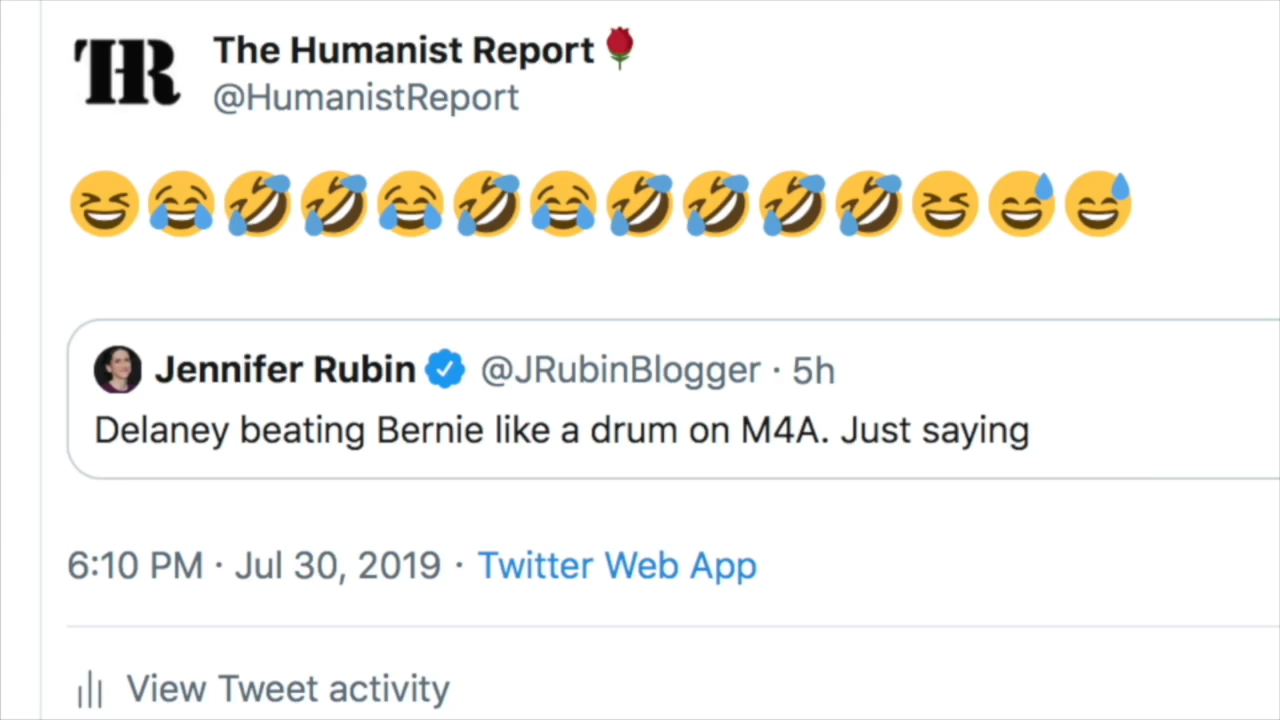 The Humanist Report🌹
@HumanistReport
😆😂🤣🤣😂🤣😂🤣🤣🤣🤣😆😅😅
Jennifer Rubin @JRubinBlogger · 5h
Delaney beating Bernie like a drum on M4A. Just saying
6:10 PM · Jul 30, 2019 · Twitter Web App
View Tweet activity